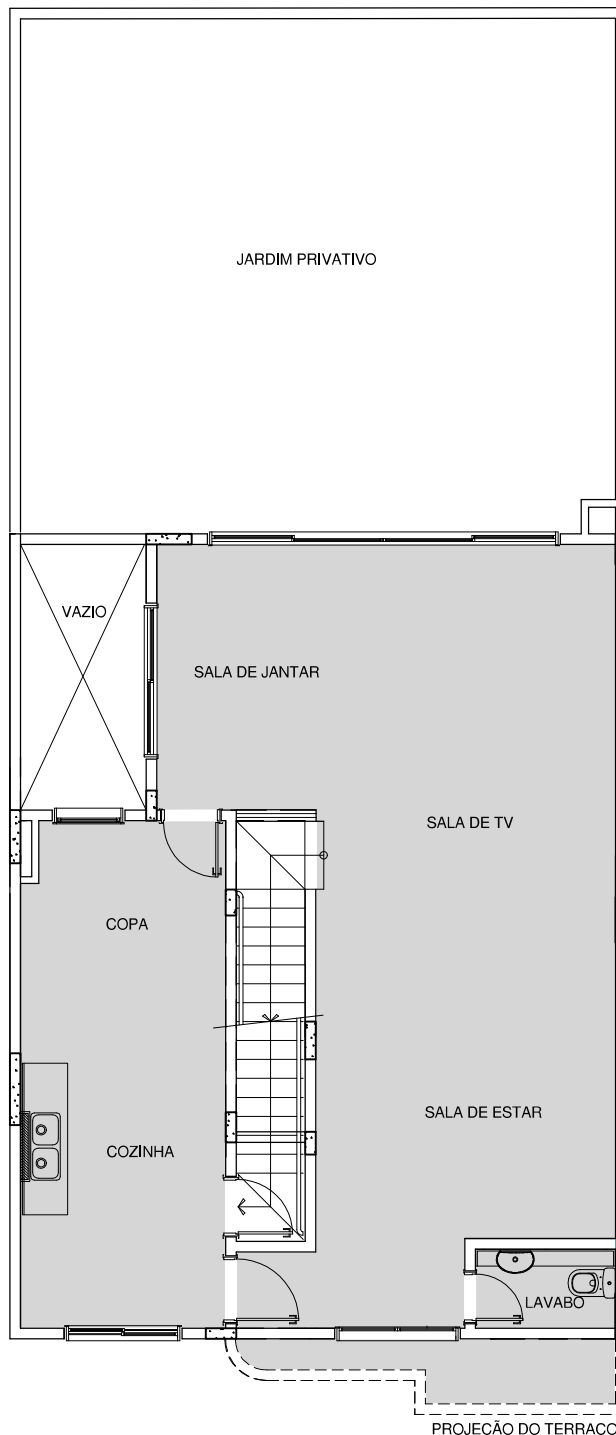 JARDIM PRIVATIVO
VAZIO
SALA DE JANTAR
SALA DE TV
COPA
SALA DE ESTAR
COZINHA
LAVABO
PROJEÇÃO DO TERRAÇO